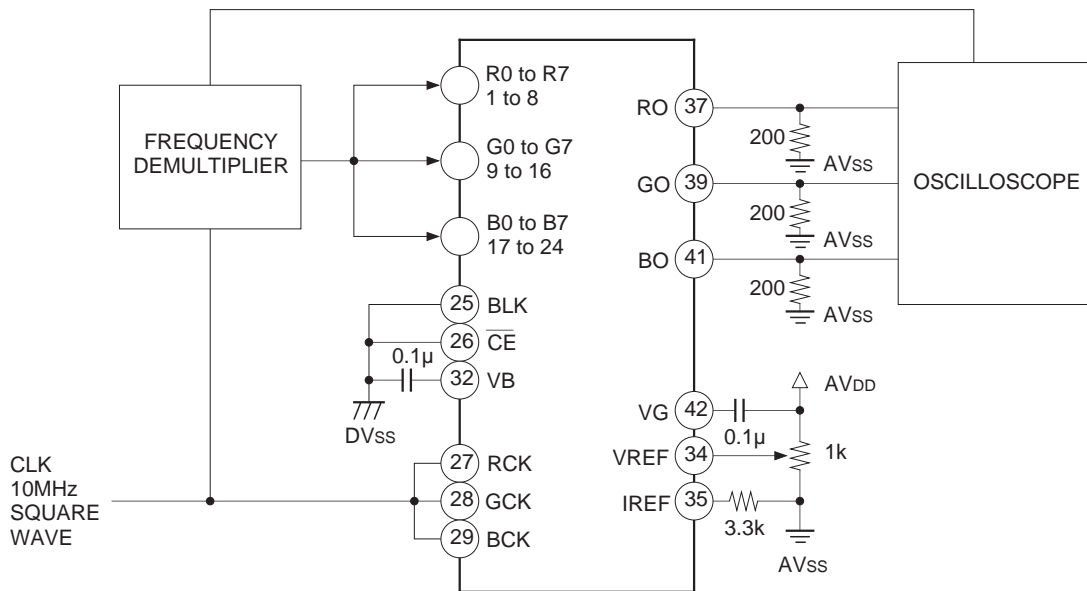 R0 to R7
1 to 8
RO
37
200
AVSS
FREQUENCY
DEMULTIPLIER
G0 to G7
9 to 16
GO
39
OSCILLOSCOPE
200
AVSS
B0 to B7
17 to 24
BO
41
200
AVSS
25
BLK
26
CE
0.1μ
32
VB
DVSS
AVDD
VG
42
0.1μ
1k
VREF
34
IREF
35
3.3k
AVSS
CLK
10MHz
SQUARE
WAVE
27
RCK
28
GCK
29
BCK